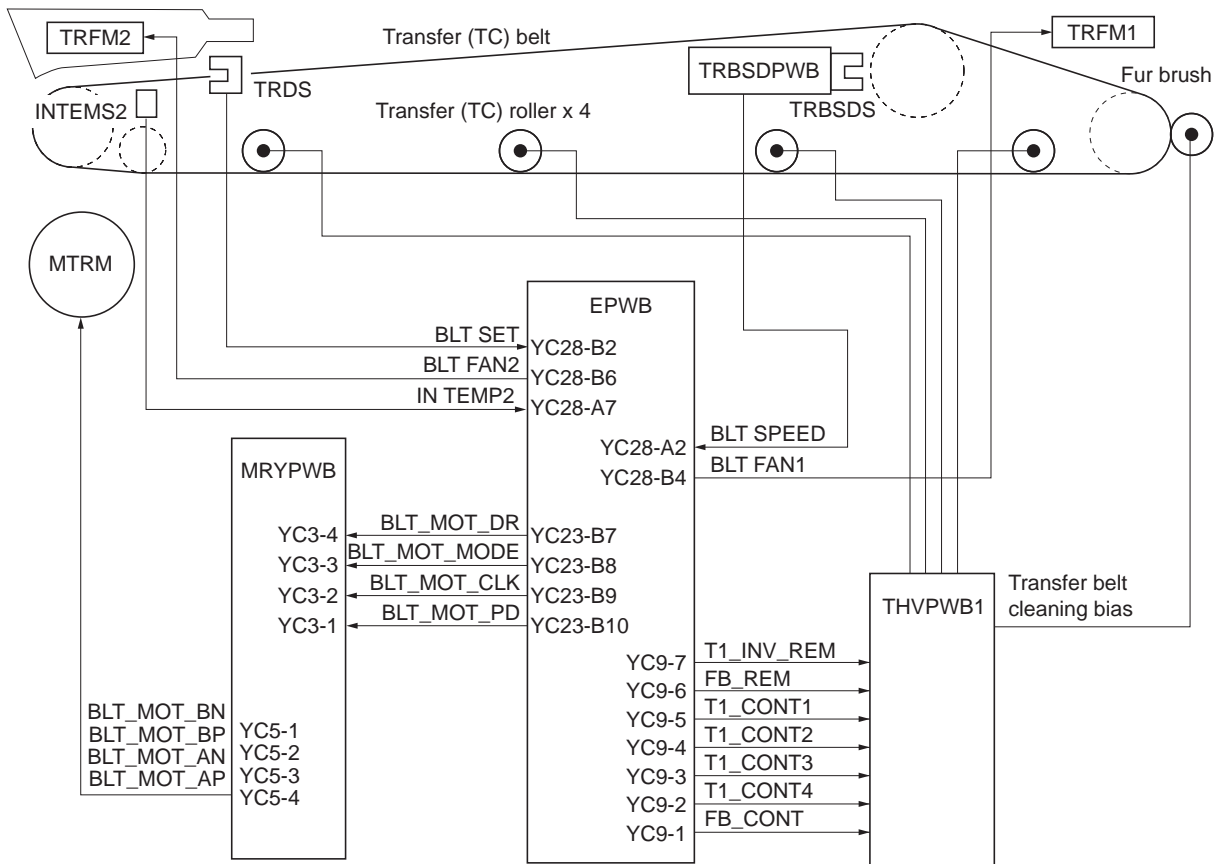 TRFM2
Transfer (TC) belt
TRFM1
TRBSDPWB
TRDS
TRBSDS
Fur brush
INTEMS2
Transfer (TC) roller x 4
MTRM
EPWB
BLT SET
YC28-B2
BLT FAN2
YC28-B6
IN TEMP2
YC28-A7
YC28-A2
BLT SPEED
YC28-B4
BLT FAN1
MRYPWB
YC3-4
BLT_MOT_DR
YC23-B7
YC3-3
BLT_MOT_MODE
YC23-B8
YC3-2
BLT_MOT_CLK
YC23-B9
YC3-1
BLT_MOT_PD
YC23-B10
THVPWB1
Transfer belt
cleaning bias
YC9-7
T1_INV_REM
YC9-6
FB_REM
YC9-5
T1_CONT1
YC9-4
T1_CONT2
YC9-3
T1_CONT3
YC9-2
T1_CONT4
YC9-1
FB_CONT
BLT_MOT_BN
YC5-1
BLT_MOT_BP
YC5-2
BLT_MOT_AN
YC5-3
BLT_MOT_AP
YC5-4